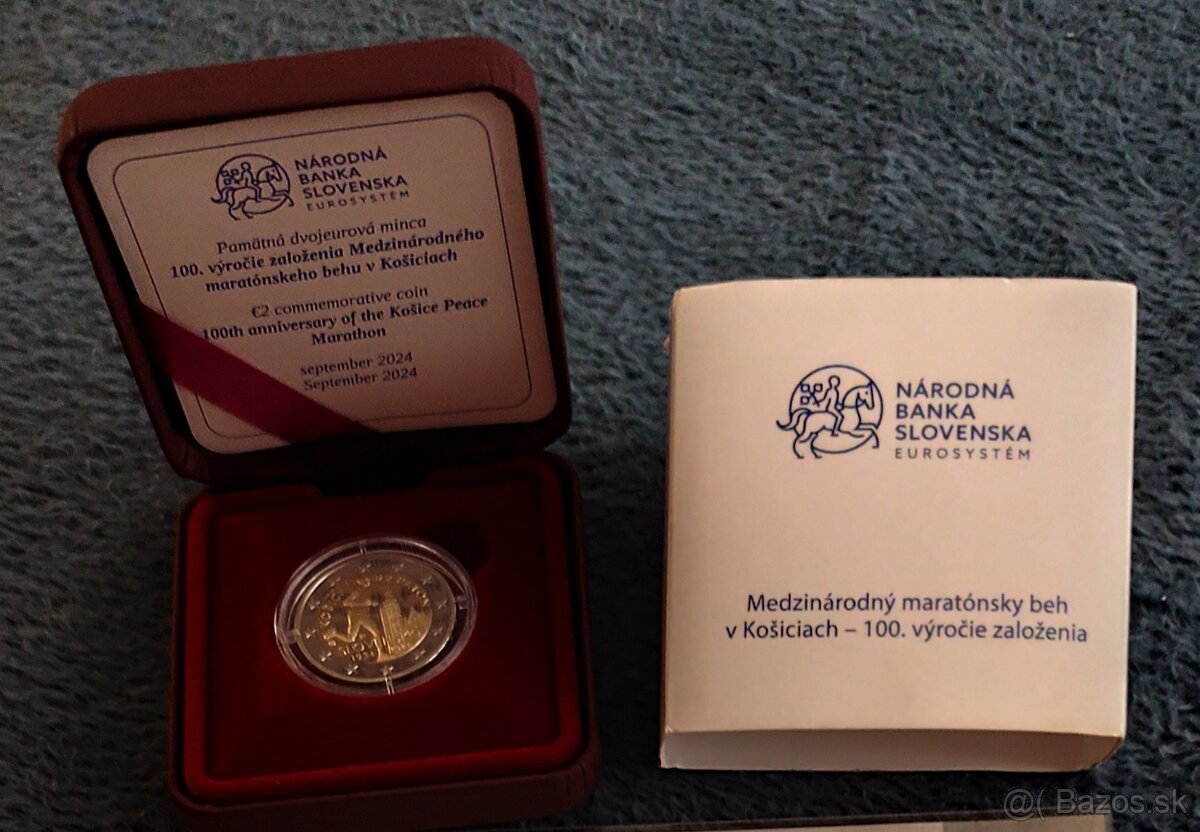 NÁRODNÁ
BANKA
SLOVENSKA
EUROSYSTÉM
Pamätná dvojeurová minca
100. výročie založenia Medzinárodného
maratónskeho behu v Košiciach
€2 commemorative coin
100th anniversary of the Košice Peace
Marathon
september 2024
September 2024
NÁRODNÁ
BANKA
SLOVENSKA
EUROSYSTÉM
Medzinárodný maratónsky beh
v Košiciach – 100. výročie založenia
@( Bazos.sk